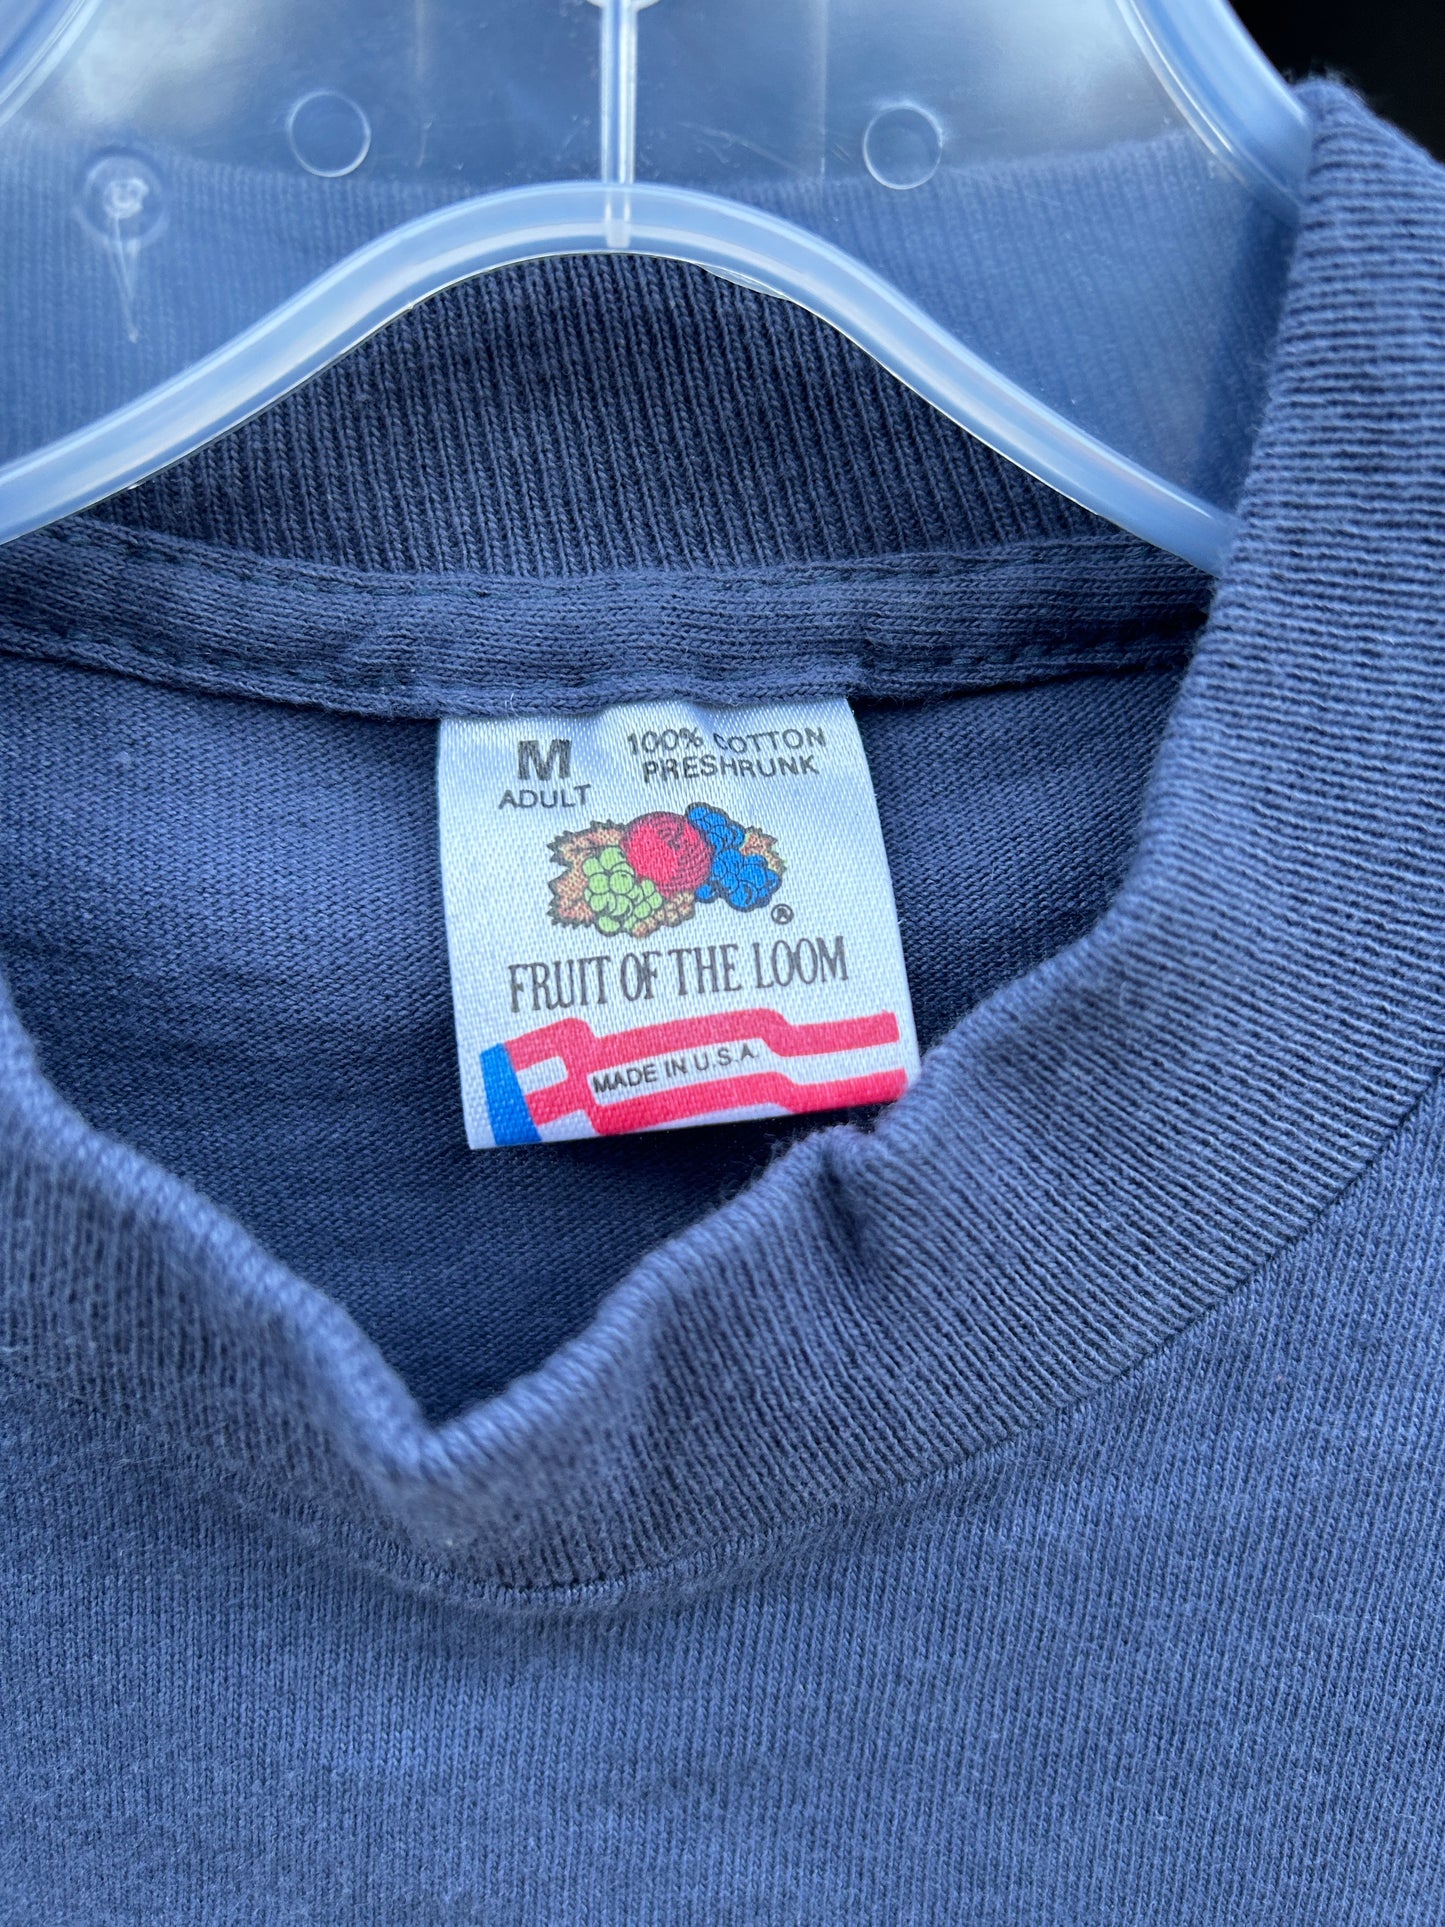 M
ADULT
100% COTTON
PRESHRUNK
®
FRUIT OF THE LOOM
MADE IN U.S.A.